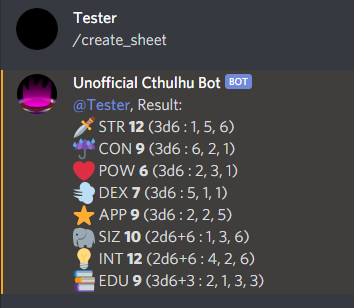 Tester
/create_sheet
Unofficial Cthulhu Bot BOT
@Tester, Result:
STR 12 (3d6 : 1, 5, 6)
CON 9 (3d6 : 6, 2, 1)
POW 6 (3d6 : 2, 3, 1)
DEX 7 (3d6 : 5, 1, 1)
APP 9 (3d6 : 2, 2, 5)
SIZ 10 (2d6+6 : 1, 3, 6)
INT 12 (2d6+6 : 4, 2, 6)
EDU 9 (3d6+3 : 2, 1, 3, 3)